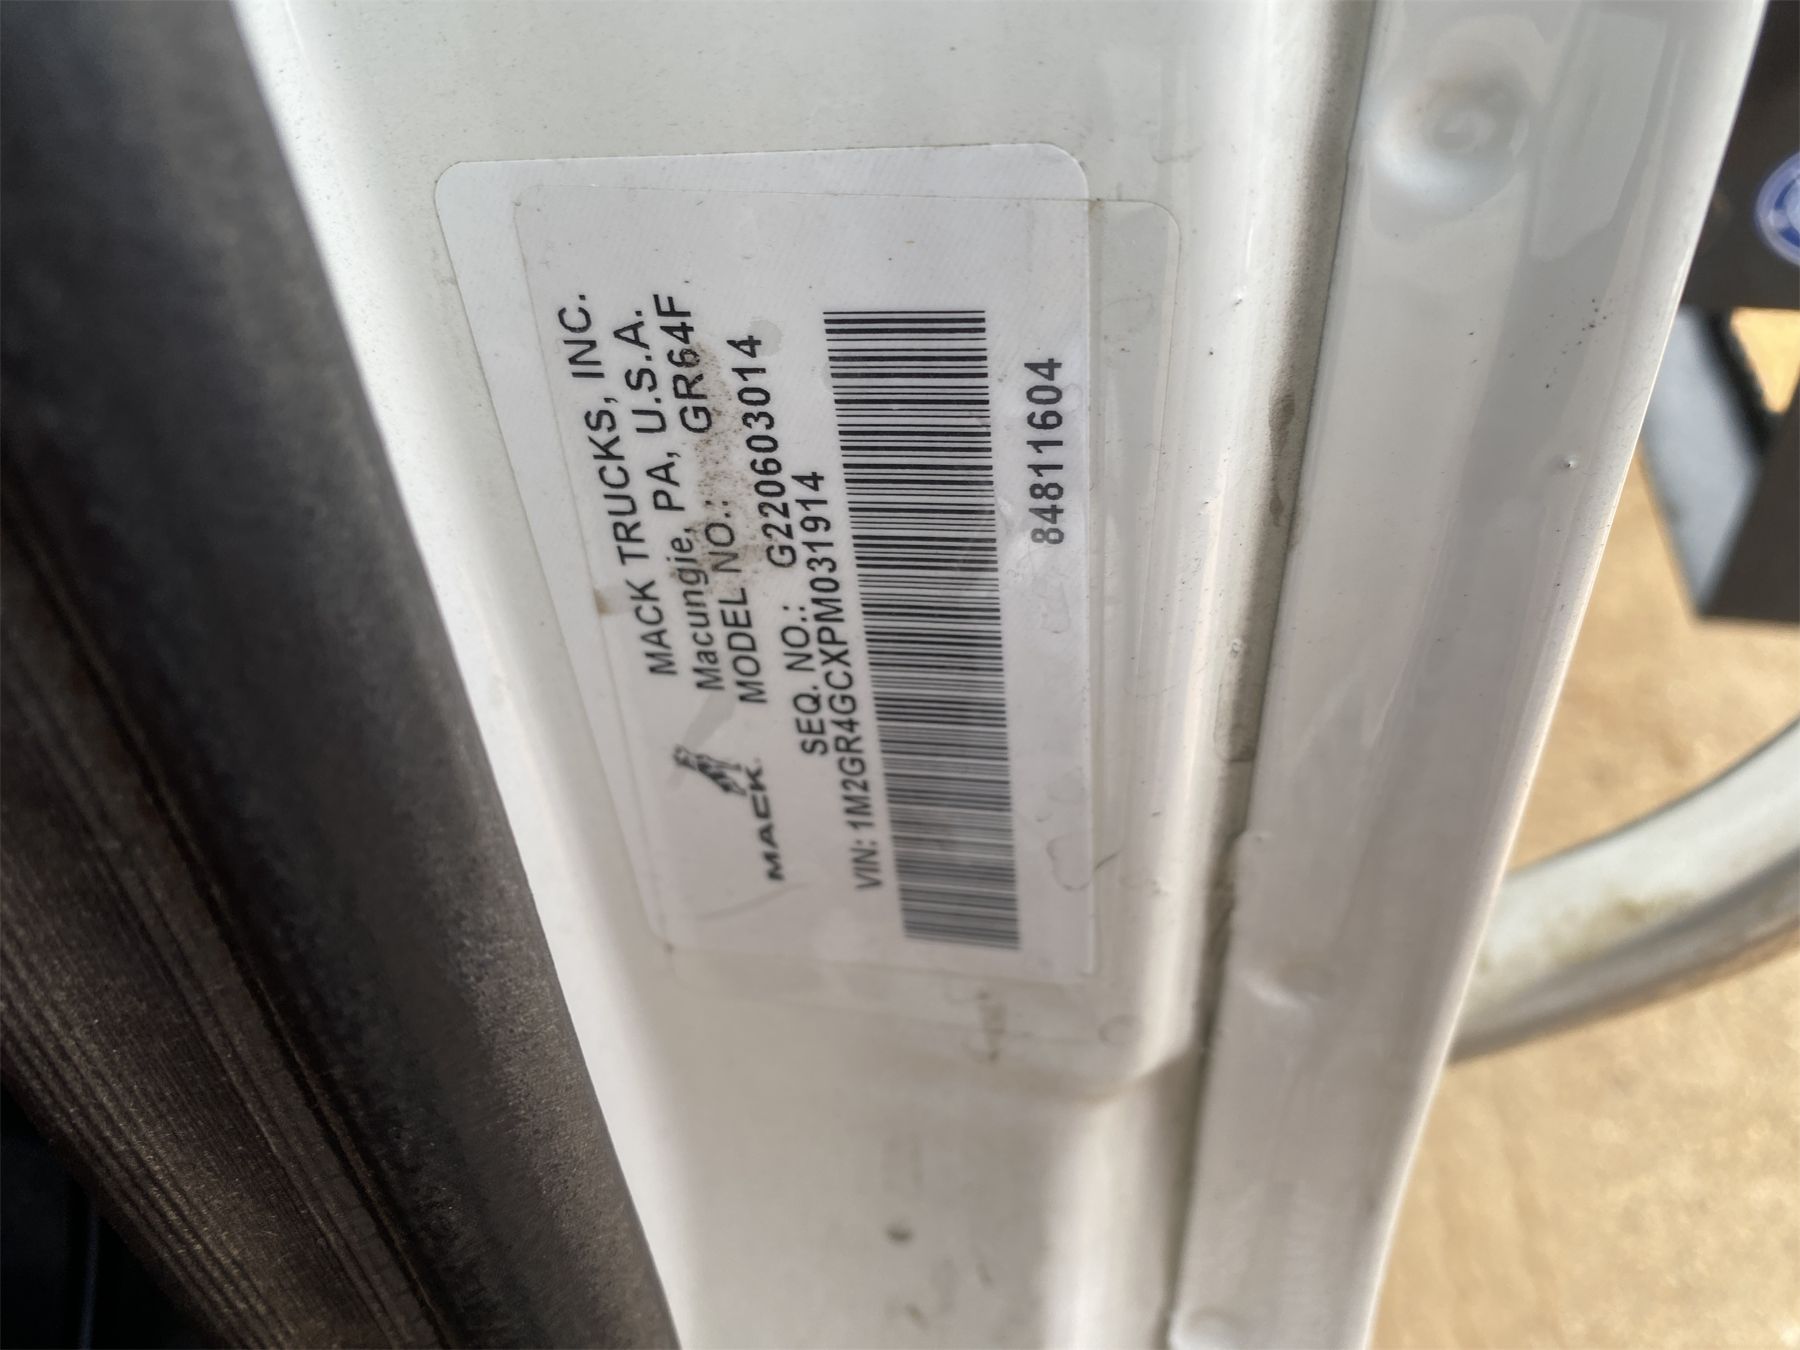 MACK TRUCKS, INC.
Macungie, PA, U.S.A.
MODEL NO.: GR64F
MACK
SEQ. NO.: G220603014
VIN: 1M2GR4GCXPM031914
84811604